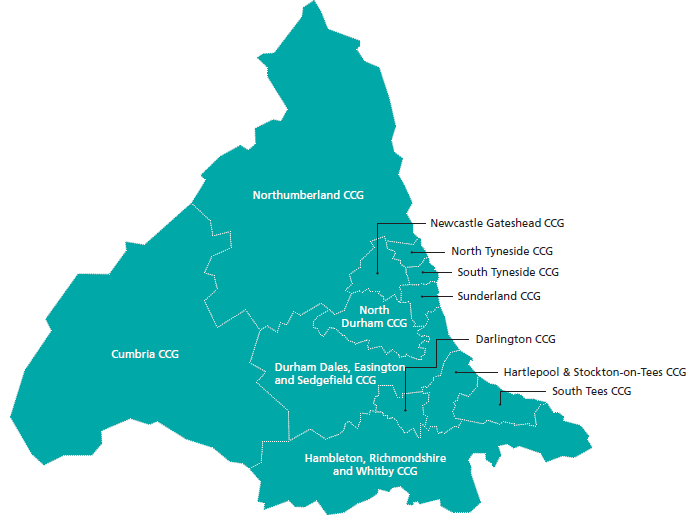 Northumberland CCG
Newcastle Gateshead CCG
North Tyneside CCG
South Tyneside CCG
Sunderland CCG
North
Durham CCG
Darlington CCG
Cumbria CCG
Durham Dales, Easington
and Sedgefield CCG
Hartlepool & Stockton-on-Tees CCG
South Tees CCG
Hambleton, Richmondshire
and Whitby CCG